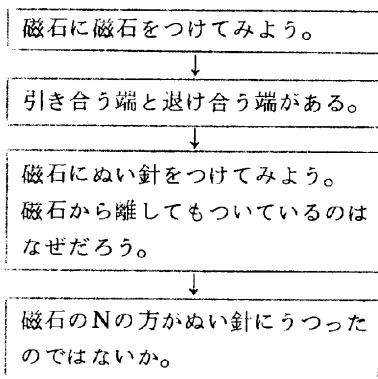 磁石に磁石をつけてみよう。
↓
引き合う端と退け合う端がある。
↓
磁石にぬい針をつけてみよう。
磁石から離してもついているのは
なぜだろう。
↓
磁石のNの方がぬい針にうつった
のではないか。